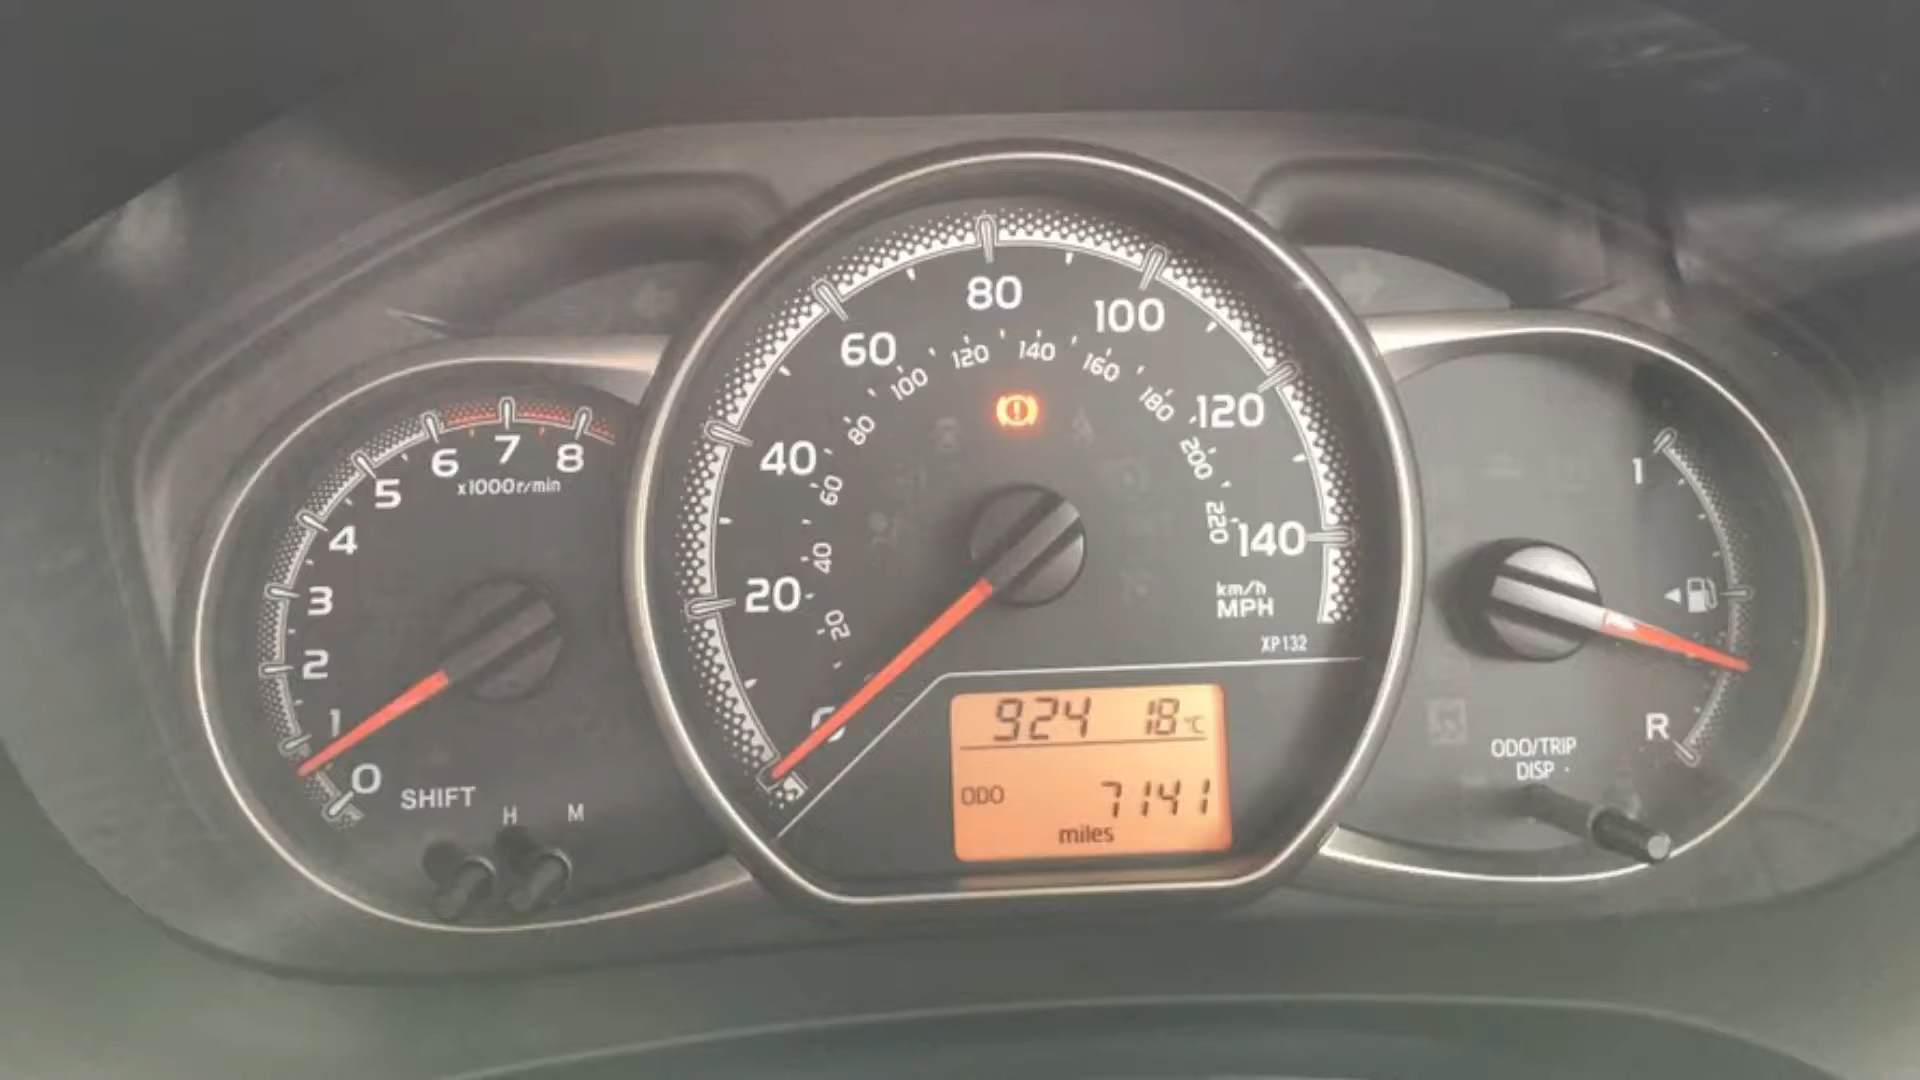 80
60
100
120 140
100 160
80 180
40 120
60 200
40 220
20 140
20
km/h
MPH
XP132
7
6 8
x1000r/min
5
4
3
2
1
0
SHIFT
H M
924 18°C
ODO 7141
miles
1
R
ODO/TRIP
DISP